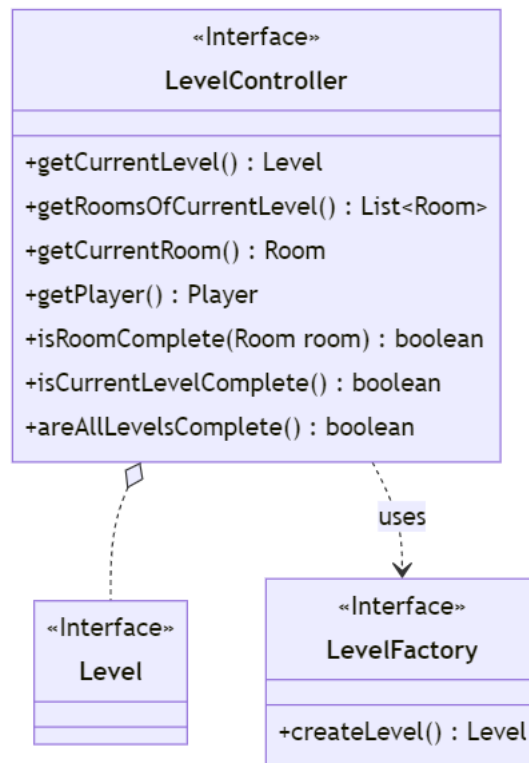 «Interface»
LevelController
+getCurrentLevel() : Level
+getRoomsOfCurrentLevel() : List<Room>
+getCurrentRoom() : Room
+getPlayer() : Player
+isRoomComplete(Room room) : boolean
+isCurrentLevelComplete() : boolean
+areAllLevelsComplete() : boolean
uses
«Interface»
Level
«Interface»
LevelFactory
+createLevel() : Level